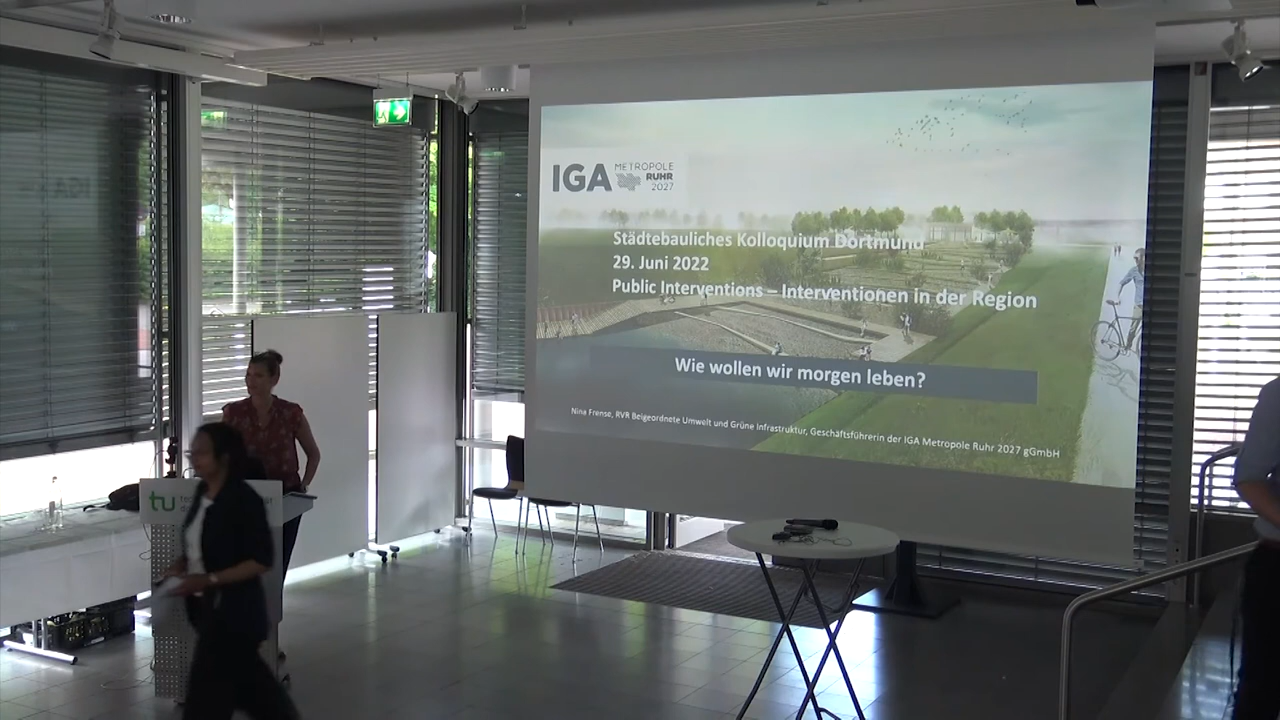 IGA METROPOLE
RUHR
2027
Städtebauliches Kolloquium Dortmund
29. Juni 2022
Public Interventions – Interventionen in der Region
Wie wollen wir morgen leben?
Nina Frense, RVR Beigeordnete Umwelt und Grüne Infrastruktur, Geschäftsführerin der IGA Metropole Ruhr 2027 gGmbH
tu